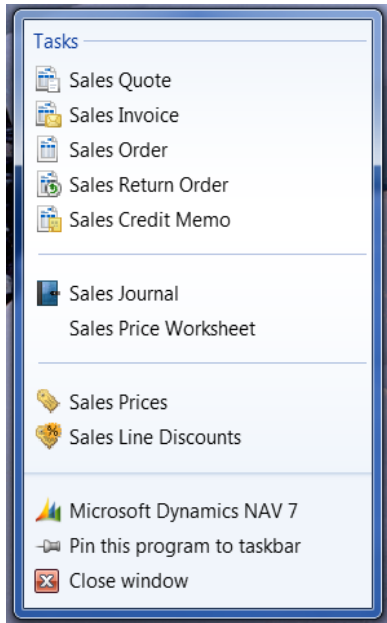 Tasks
Sales Quote
Sales Invoice
Sales Order
Sales Return Order
Sales Credit Memo
Sales Journal
Sales Price Worksheet
Sales Prices
Sales Line Discounts
Microsoft Dynamics NAV 7
Pin this program to taskbar
Close window